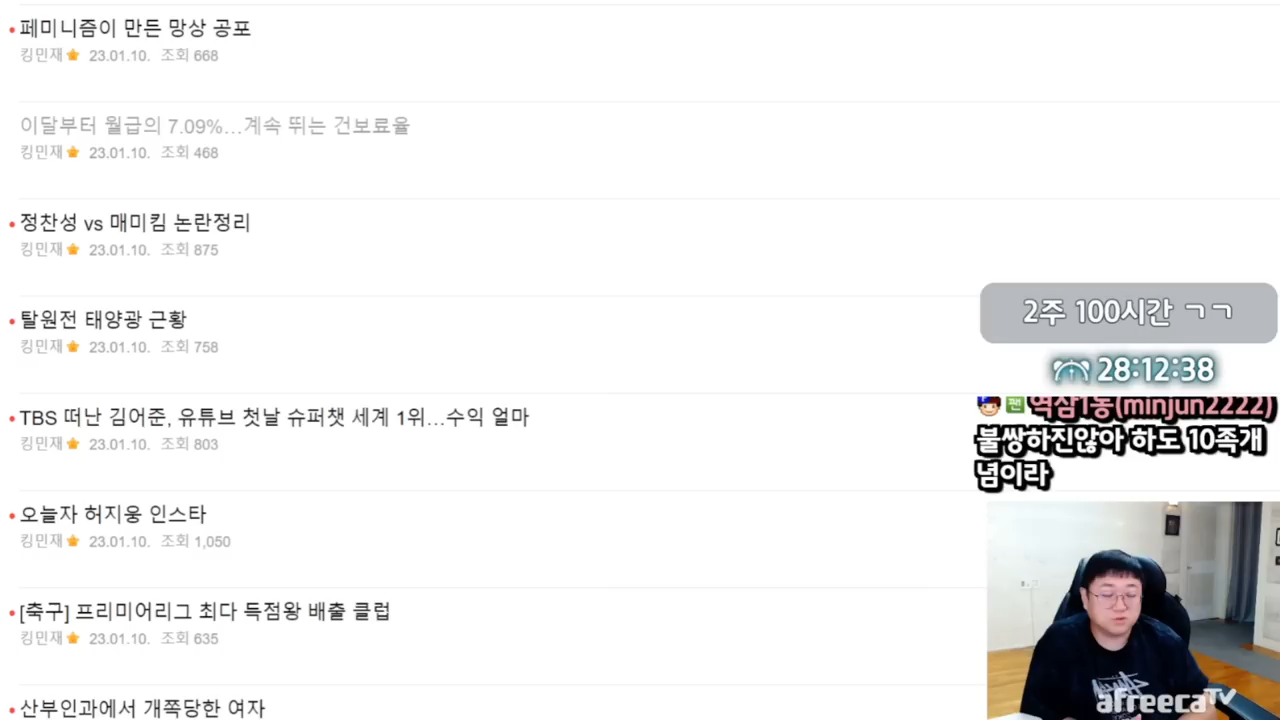 페미니즘이 만든 망상 공포
킹민재 23.01.10. 조회 668
이달부터 월급의 7.09%...계속 뛰는 건보료율
킹민재 23.01.10. 조회 468
정찬성 vs 매미킴 논란정리
킹민재 23.01.10. 조회 875
탈원전 태양광 근황
킹민재 23.01.10. 조회 758
TBS 떠난 김어준, 유튜브 첫날 슈퍼챗 세계 1위...수익 얼마
킹민재 23.01.10. 조회 803
오늘자 허지웅 인스타
킹민재 23.01.10. 조회 1,050
[축구] 프리미어리그 최다 득점왕 배출 클럽
킹민재 23.01.10. 조회 635
산부인과에서 개쪽당한 여자
2주 100시간 ㄱㄱ
28:12:38
팬 역삼1동(minjun2222)
불쌍하진않아 하도 10족개
념이라
afreecaTV